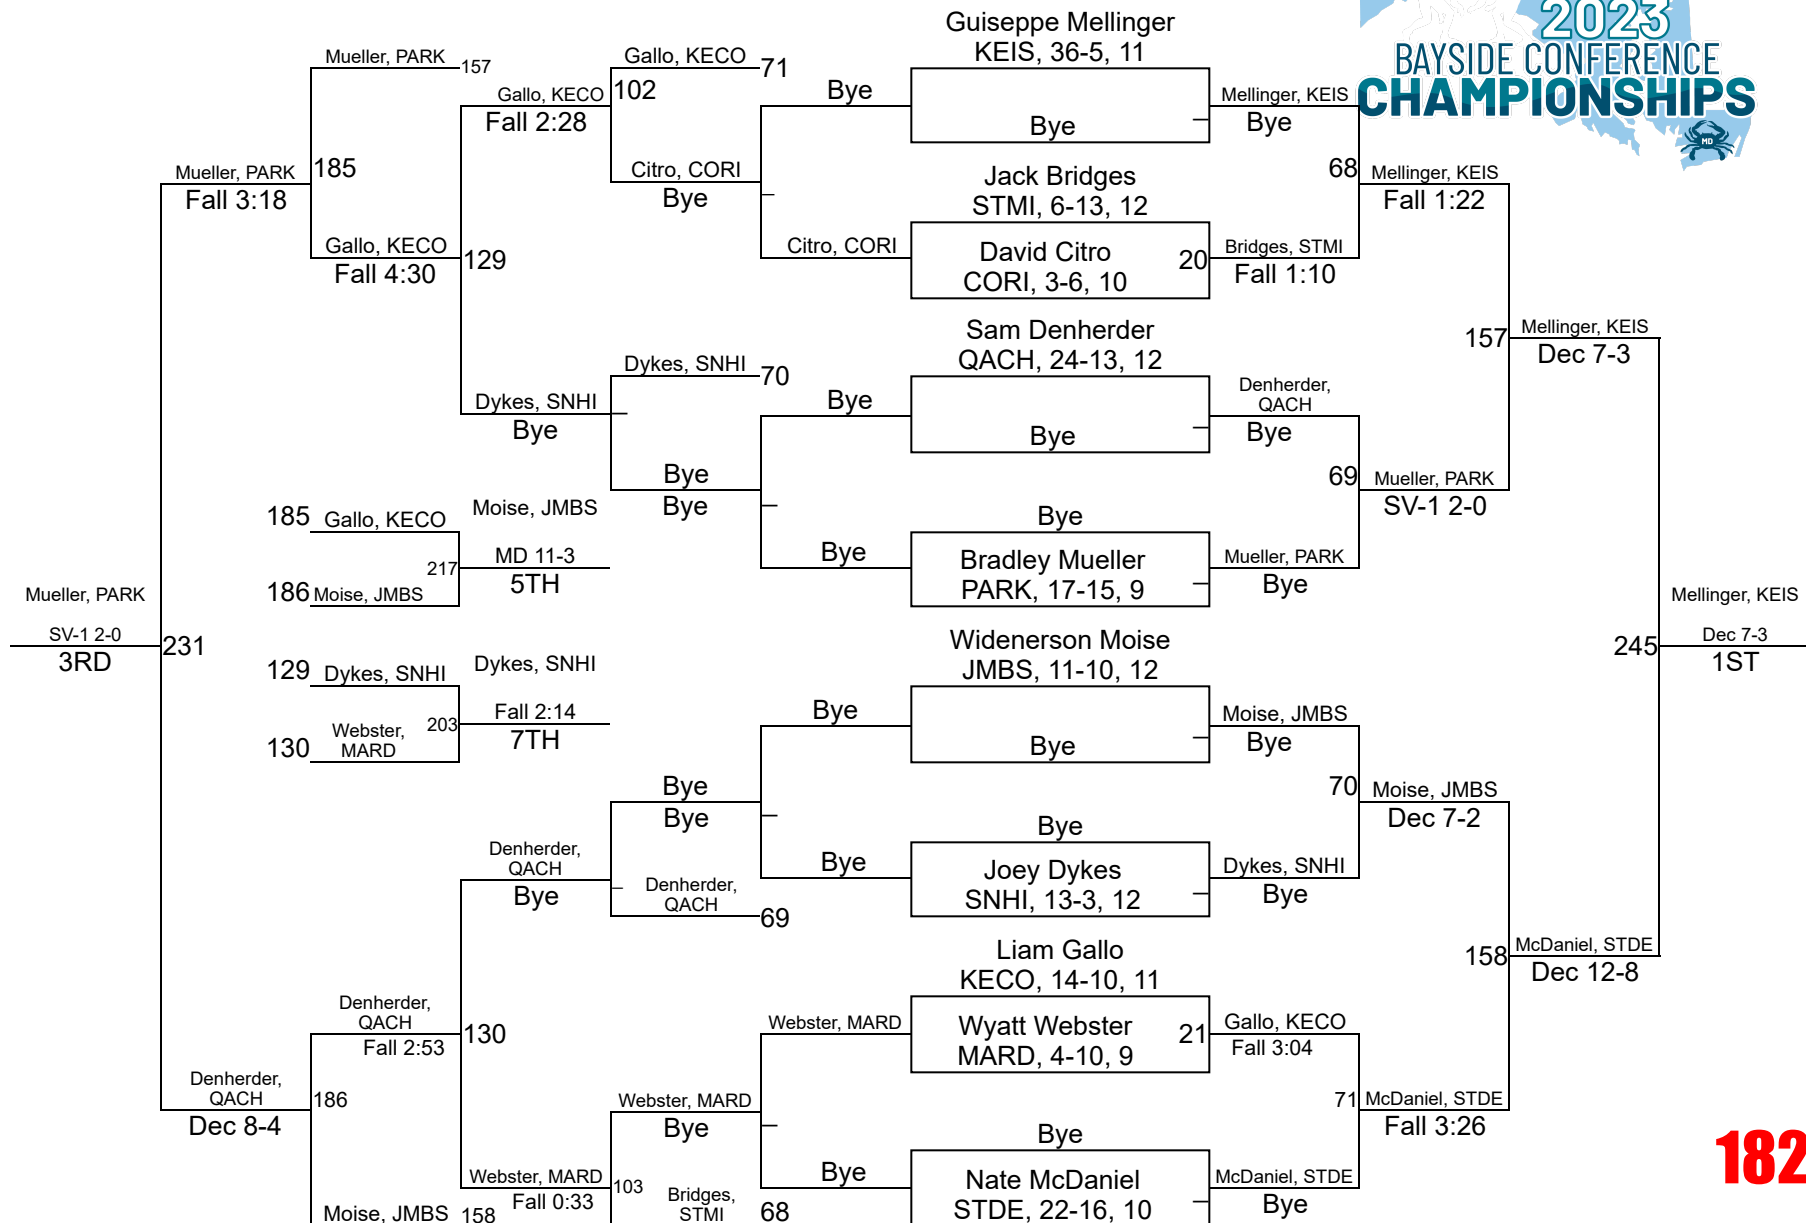 2023
BAYSIDE CONFERENCE
CHAMPIONSHIPS
MD
Guiseppe Mellinger
KEIS, 36-5, 11
Bye
Jack Bridges
STMI, 6-13, 12
David Citro
CORI, 3-6, 10
20
Sam Denherder
QACH, 24-13, 12
Bye
Bye
Bradley Mueller
PARK, 17-15, 9
Widenerson Moise
JMBS, 11-10, 12
Bye
Bye
Joey Dykes
SNHI, 13-3, 12
Liam Gallo
KECO, 14-10, 11
Wyatt Webster
MARD, 4-10, 9
21
Bye
Nate McDaniel
STDE, 22-16, 10
Mellinger, KEIS
Bye
68
Bridges, STMI
Fall 1:10
Denherder,
QACH
Bye
69
Mueller, PARK
Bye
Moise, JMBS
Bye
70
Dykes, SNHI
Bye
Gallo, KECO
Fall 3:04
71
McDaniel, STDE
Bye
Mellinger, KEIS
Fall 1:22
157
Mueller, PARK
SV-1 2-0
Moise, JMBS
Dec 7-2
158
McDaniel, STDE
Fall 3:26
Mellinger, KEIS
Dec 7-3
245
McDaniel, STDE
Dec 12-8
Mellinger, KEIS
Dec 7-3
1ST
182
Bye
Citro, CORI
Bye
Bye
Bye
Bye
Webster, MARD
Bye
Gallo, KECO
71
102
Citro, CORI
Bye
Dykes, SNHI
70
Bye
Bye
Bye
Bye
Denherder,
QACH
69
Webster, MARD
Bye
103
Bridges,
STMI
68
Gallo, KECO
Fall 2:28
129
Dykes, SNHI
Bye
Denherder,
QACH
Bye
130
Webster, MARD
Fall 0:33
Mueller, PARK
157
185
Gallo, KECO
Fall 4:30
Denherder,
QACH
Fall 2:53
186
Moise, JMBS
158
Mueller, PARK
Fall 3:18
231
Denherder,
QACH
Dec 8-4
Mueller, PARK
SV-1 2-0
3RD
185
Gallo, KECO
217
186
Moise, JMBS
Moise, JMBS
MD 11-3
5TH
129
Dykes, SNHI
203
130
Webster,
MARD
Dykes, SNHI
Fall 2:14
7TH